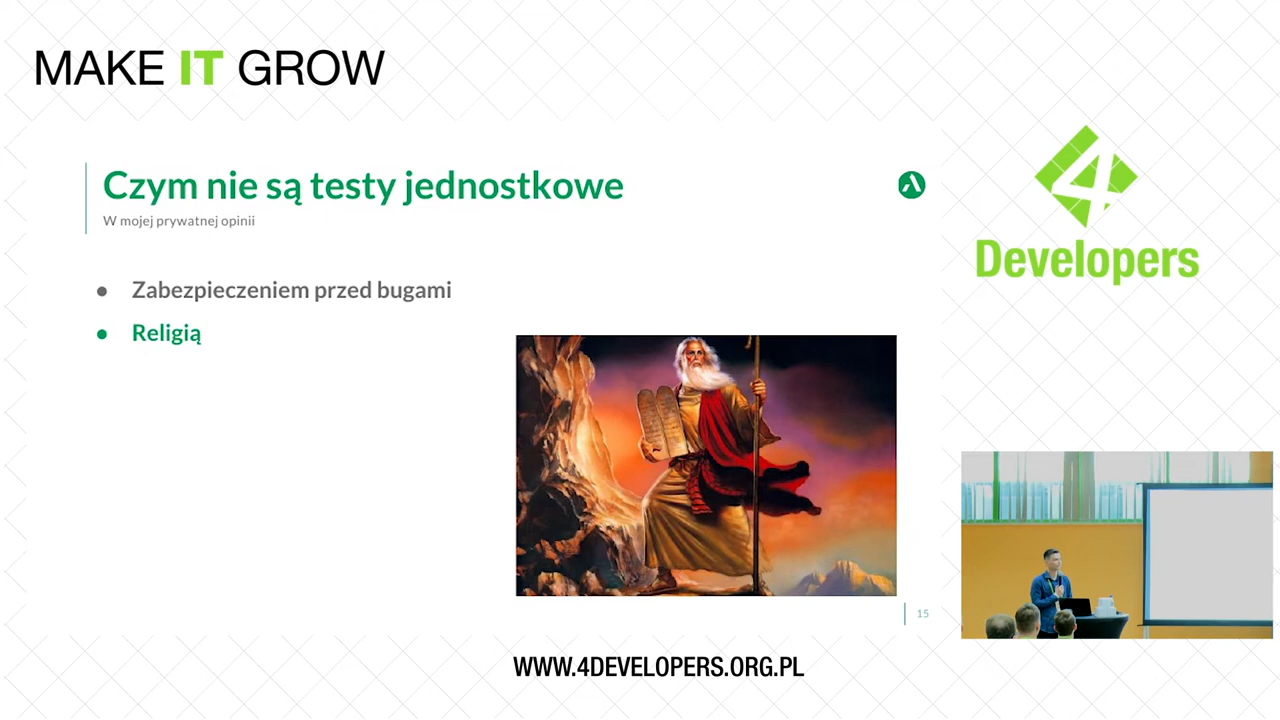 MAKE IT GROW
Czym nie są testy jednostkowe
W mojej prywatnej opinii
● Zabezpieczeniem przed bugami
● Religią
15
4
Developers
WWW.4DEVELOPERS.ORG.PL